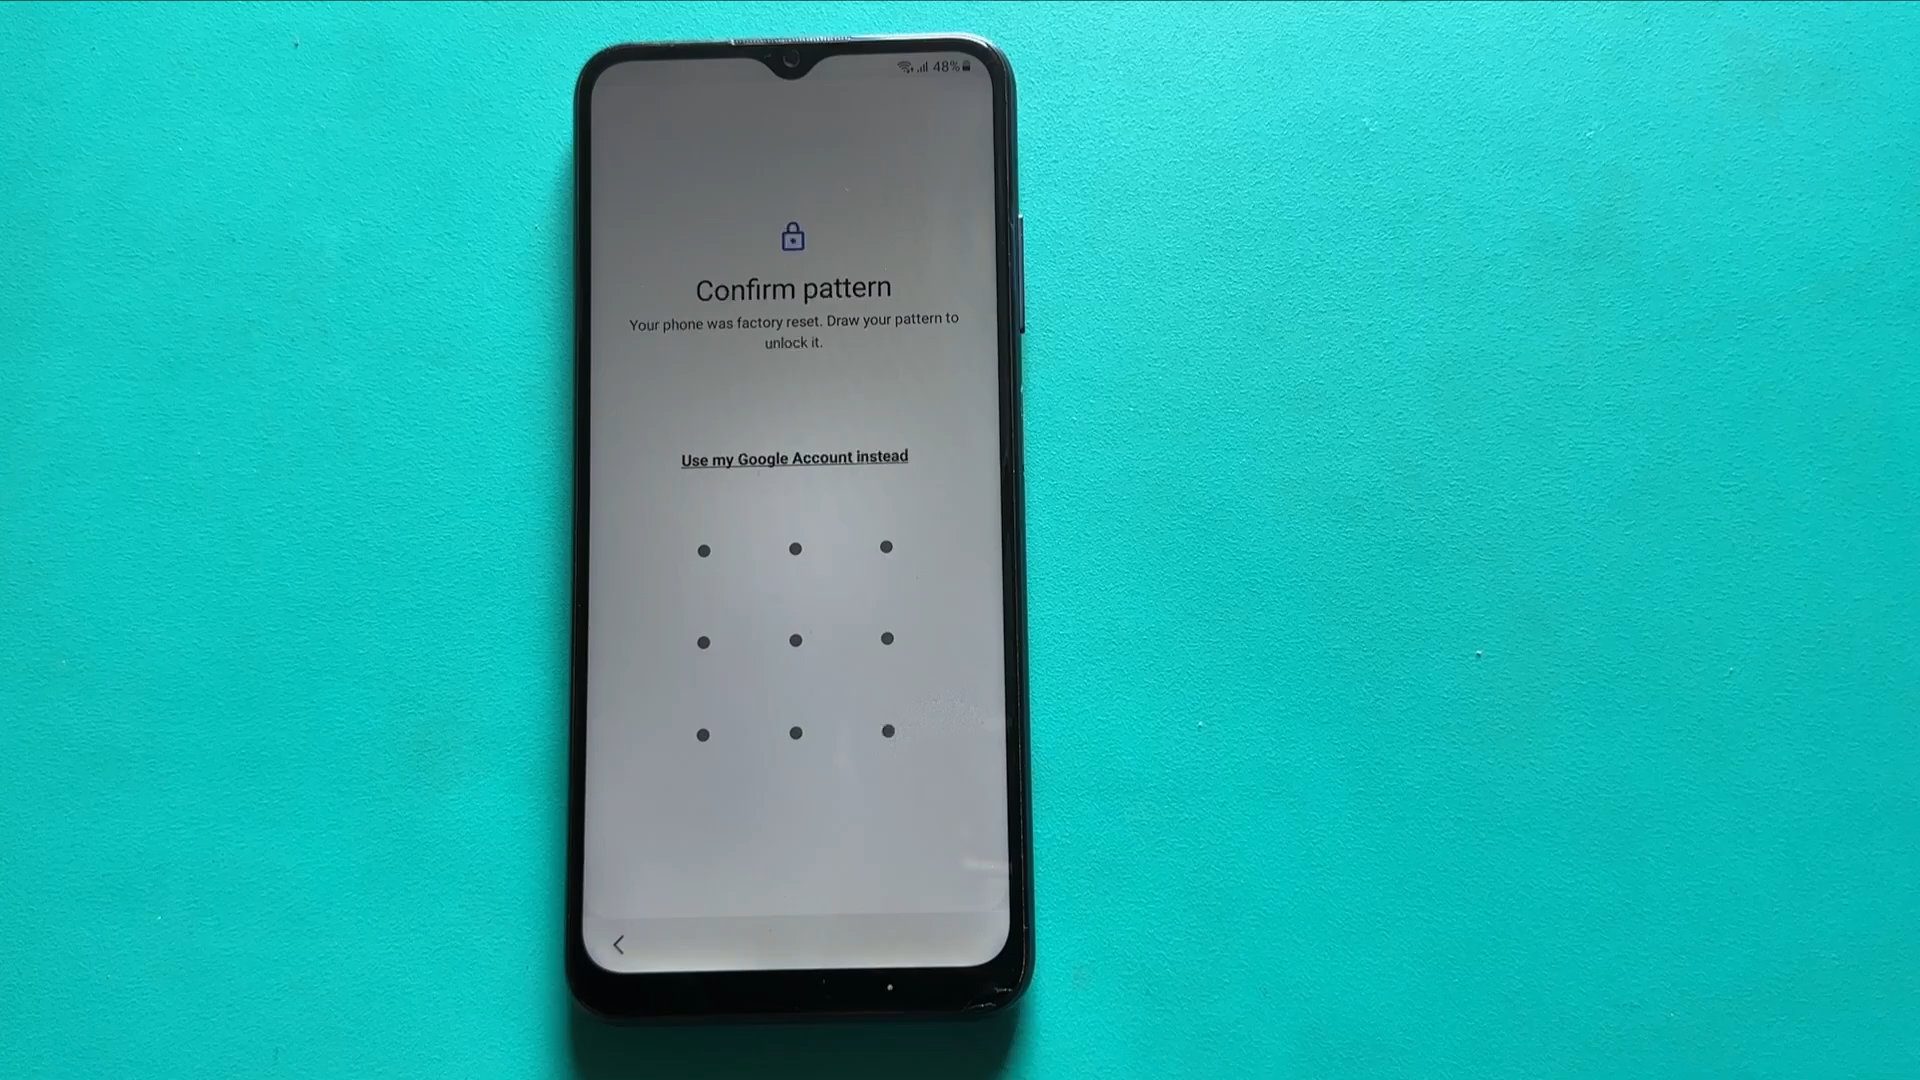 48%
Confirm pattern
Your phone was factory reset. Draw your pattern to
unlock it.
Use my Google Account instead